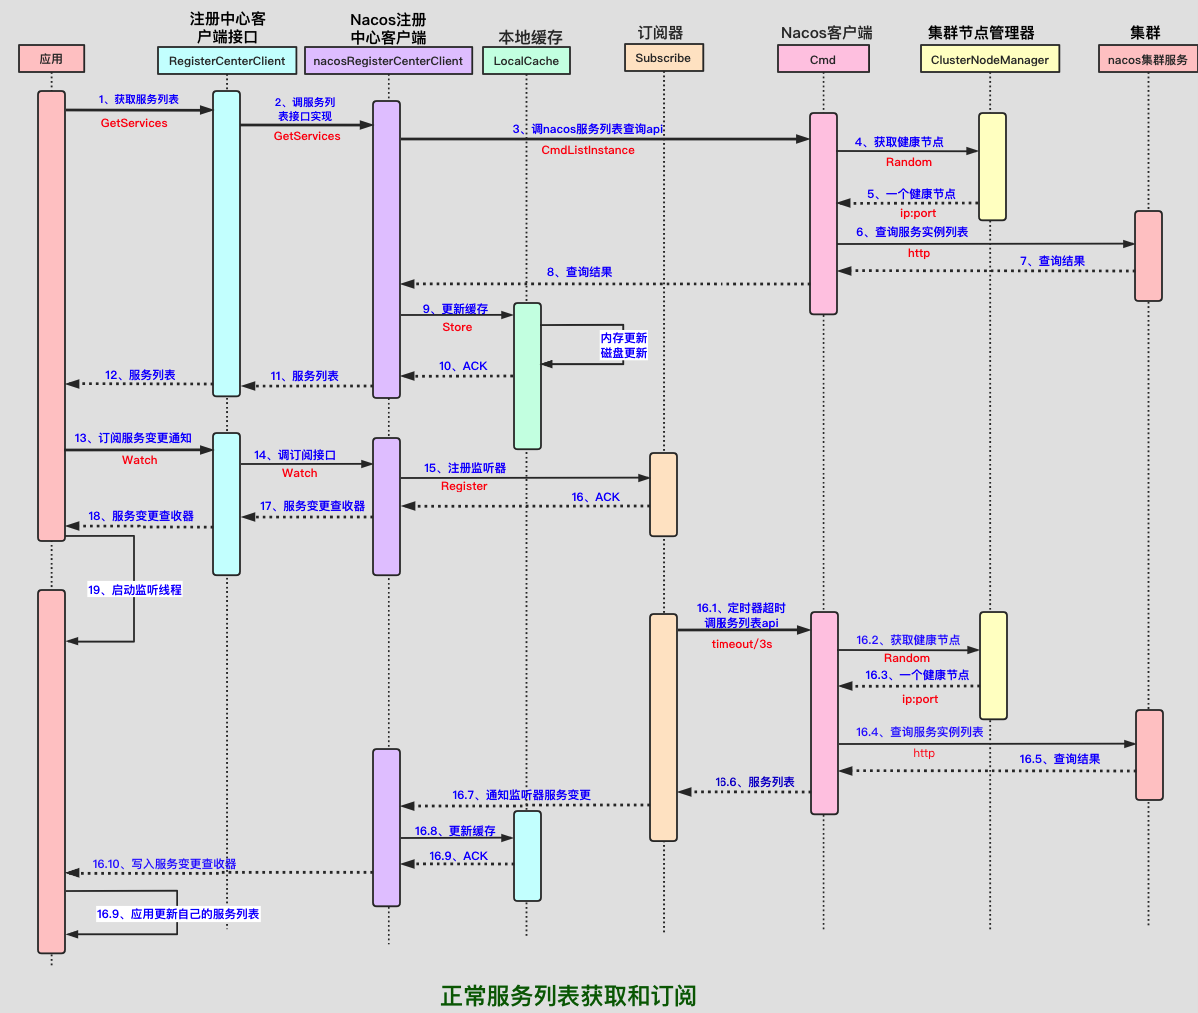 注册中心客
户端接口
Nacos注册
中心客户端
本地缓存
订阅器
Nacos客户端
集群节点管理器
集群
应用
RegisterCenterClient
nacosRegisterCenterClient
LocalCache
Subscribe
Cmd
ClusterNodeManager
nacos集群服务
1、获取服务列表
GetServices
2、调服务列
表接口实现
GetServices
3、调nacos服务列表查询api
CmdListInstance
4、获取健康节点
Random
5、一个健康节点
ip:port
6、查询服务实例列表
http
7、查询结果
8、查询结果
9、更新缓存
Store
内存更新
磁盘更新
10、ACK
11、服务列表
12、服务列表
13、订阅服务变更通知
Watch
14、调订阅接口
Watch
15、注册监听器
Register
16、ACK
17、服务变更查收器
18、服务变更查收器
19、启动监听线程
16.1、定时器超时
调服务列表api
timeout/3s
16.2、获取健康节点
Random
16.3、一个健康节点
ip:port
16.4、查询服务实例列表
http
16.5、查询结果
16.6、服务列表
16.7、通知监听器服务变更
16.8、更新缓存
16.9、ACK
16.10、写入服务变更查收器
16.9、应用更新自己的服务列表
正常服务列表获取和订阅